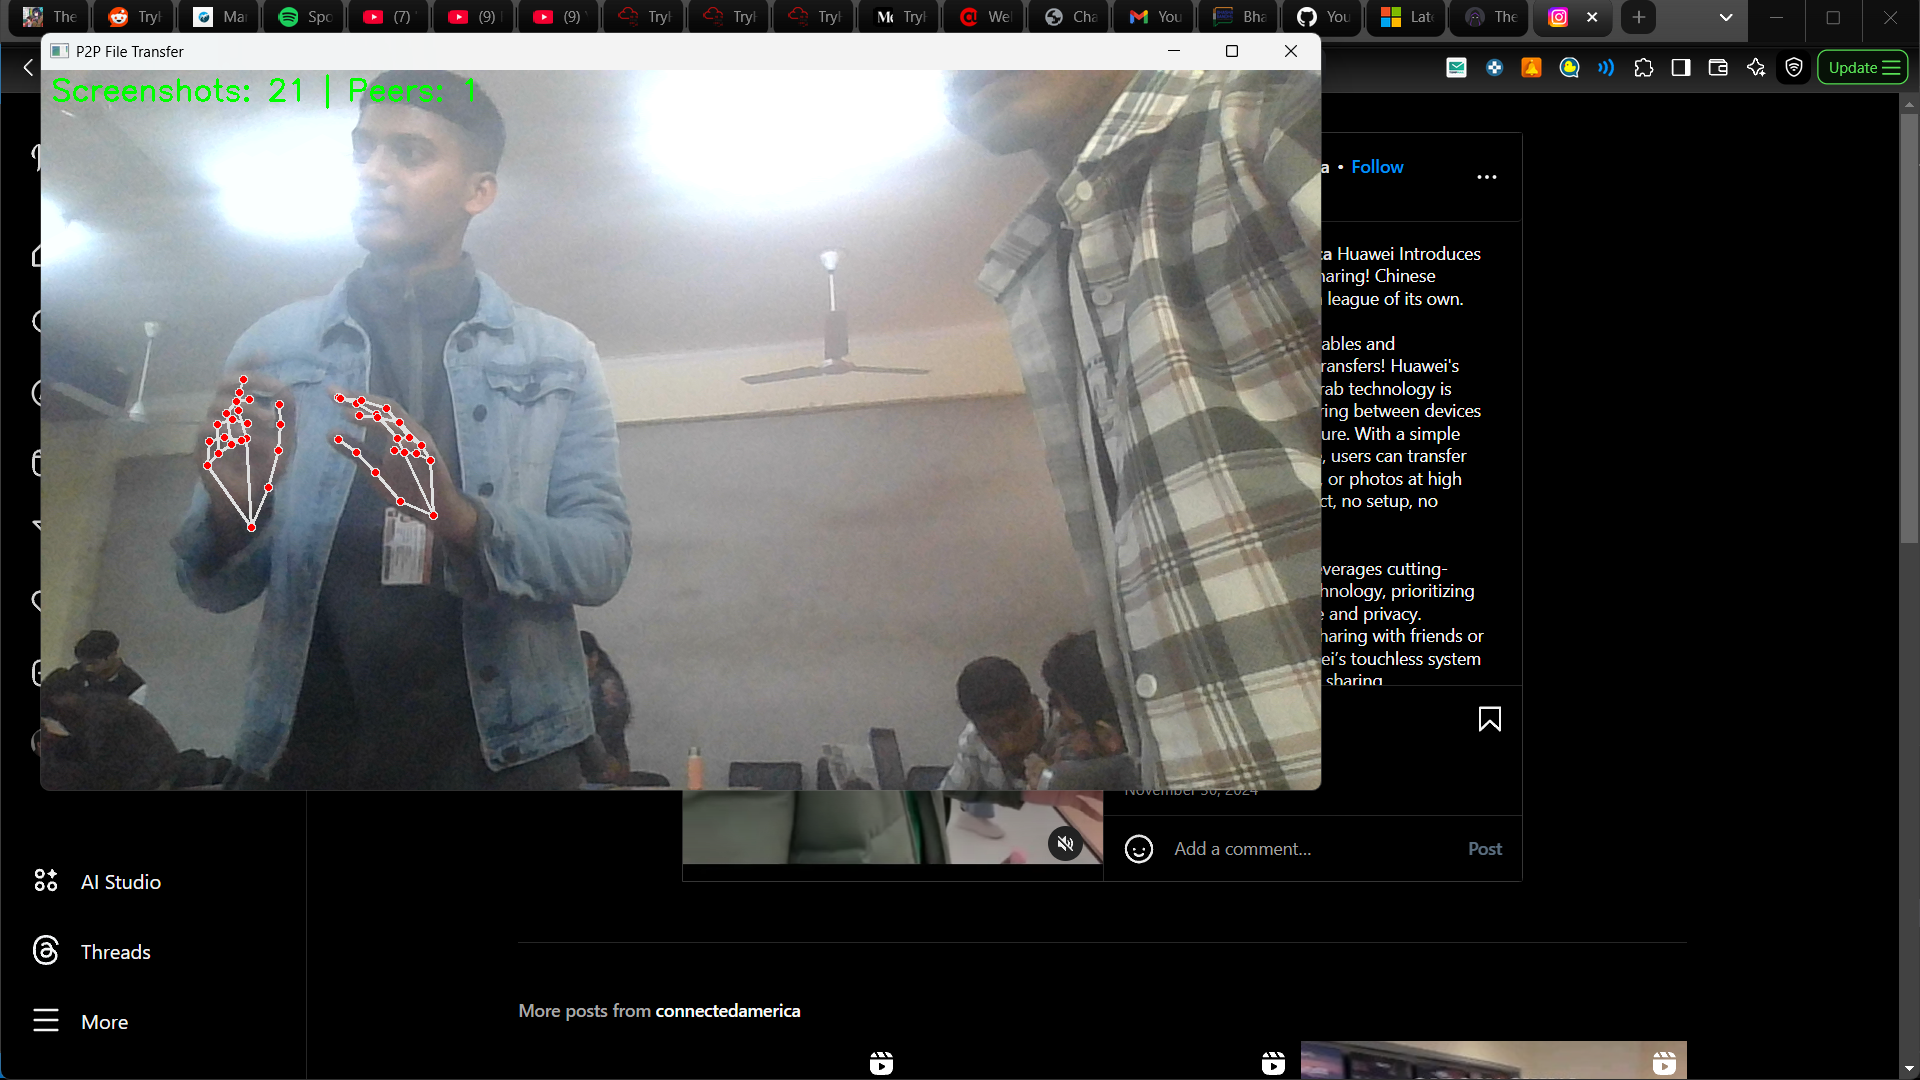 The
Tryl
Mar
Spo
(7)
(9)
(9)
Tryl
Tryl
Tryl
Tryl
Wel
Cha
You
Bha
You
Late
The
P2P File Transfer
Update
Screenshots: 21 | Peers: 1
a • Follow
ca Huawei Introduces
haring! Chinese
league of its own.
ables and
ransfers! Huawei's
rab technology is
ring between devices
ure. With a simple
, users can transfer
, or photos at high
ct, no setup, no
everages cutting-
hnology, prioritizing
e and privacy.
haring with friends or
ei's touchless system
sharing.
November 30, 2024
Add a comment...
Post
AI Studio
Threads
More
More posts from connectedamerica